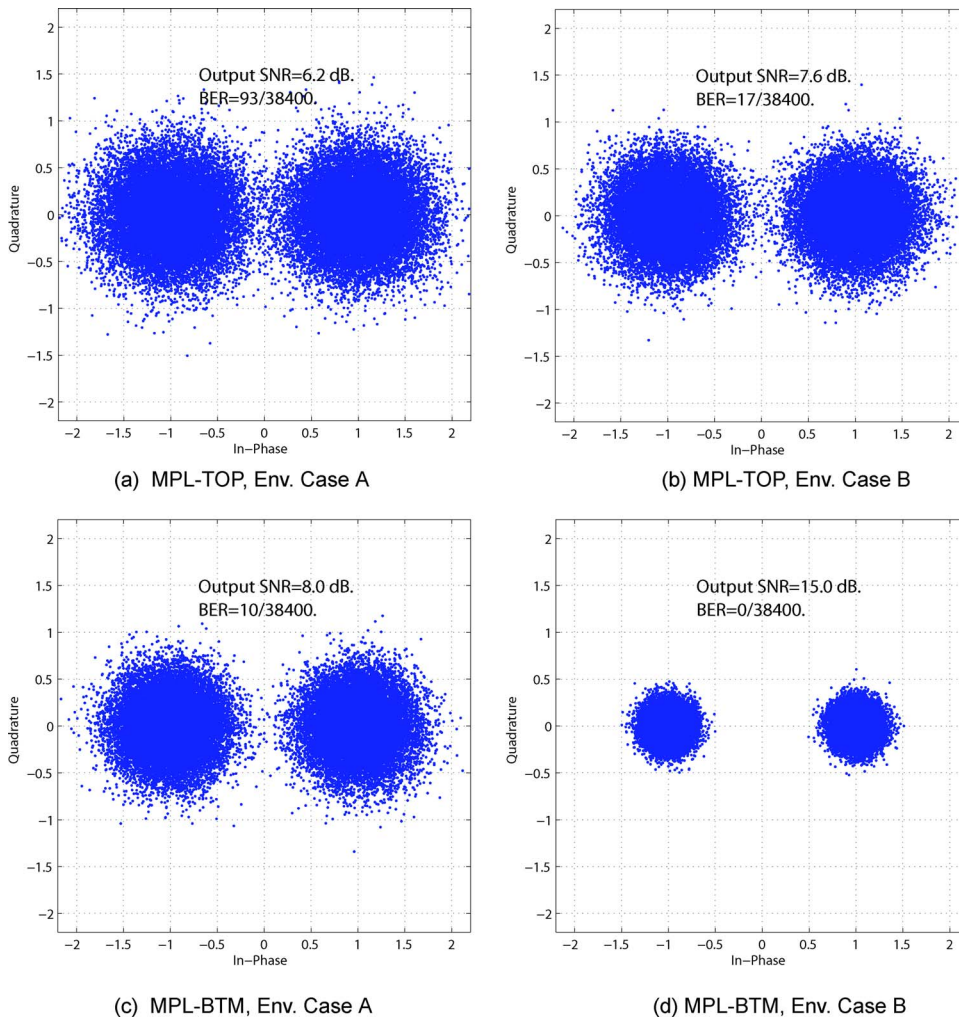 2
1.5
1
0.5
0
−0.5
−1
−1.5
−2
Quadrature
Output SNR=6.2 dB.
BER=93/38400.
−2 −1.5 −1 −0.5 0 0.5 1 1.5 2
In−Phase
(a) MPL-TOP, Env. Case A
2
1.5
1
0.5
0
−0.5
−1
−1.5
−2
Quadrature
Output SNR=7.6 dB.
BER=17/38400.
−2 −1.5 −1 −0.5 0 0.5 1 1.5 2
In−Phase
(b) MPL-TOP, Env. Case B
2
1.5
1
0.5
0
−0.5
−1
−1.5
−2
Quadrature
Output SNR=8.0 dB.
BER=10/38400.
−2 −1.5 −1 −0.5 0 0.5 1 1.5 2
In−Phase
(c) MPL-BTM, Env. Case A
2
1.5
1
0.5
0
−0.5
−1
−1.5
−2
Quadrature
Output SNR=15.0 dB.
BER=0/38400.
−2 −1.5 −1 −0.5 0 0.5 1 1.5 2
In−Phase
(d) MPL-BTM, Env. Case B